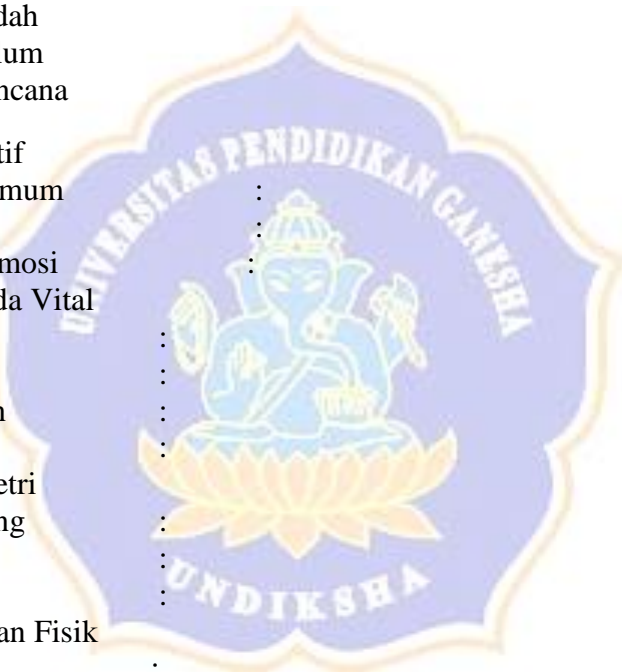 dah
um
ncana
tif
mum :
:
mosi :
da Vital
:
:
n :
:
etri
ng :
:
:
an Fisik
:
UNIVERSITAS PENDIDIKAN GANESHA
UNDIKSHA